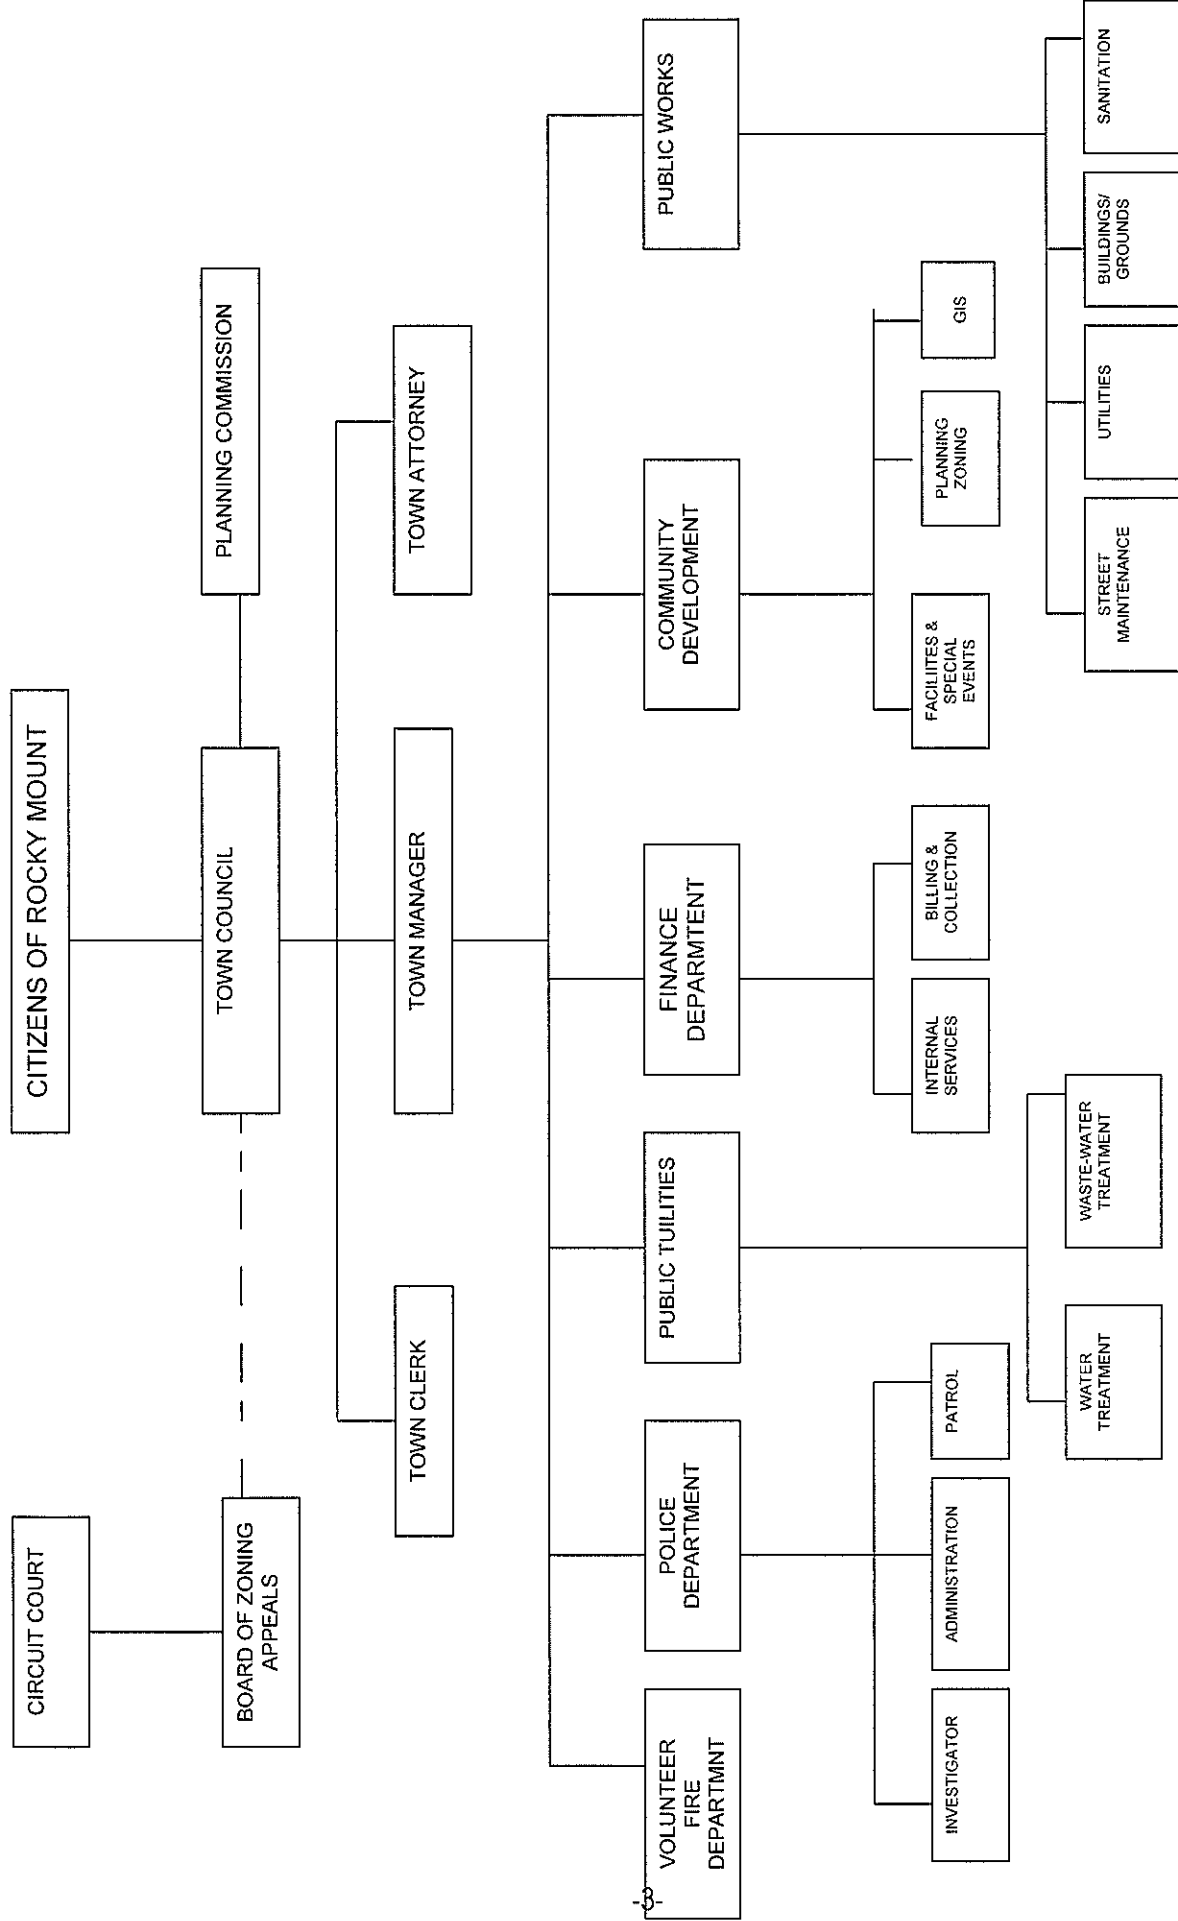 CITIZENS OF ROCKY MOUNT
CIRCUIT COURT
PLANNING COMMISSION
TOWN COUNCIL
BOARD OF ZONING
APPEALS
TOWN CLERK
TOWN MANAGER
TOWN ATTORNEY
VOLUNTEER
FIRE
DEPARTMNT
POLICE
DEPARTMENT
PUBLIC TUILITIES
FINANCE
DEPARMTENT
COMMUNITY
DEVELOPMENT
PUBLIC WORKS
INVESTIGATOR
ADMINISTRATION
PATROL
INTERNAL
SERVICES
BILLING &
COLLECTION
FACILIITES &
SPECIAL
EVENTS
PLANNING
ZONING
GIS
WATER
TREATMENT
WASTE-WATER
TREATMENT
STREET
MAINTENANCE
UTILITIES
BUILDINGS/
GROUNDS
SANITATION
-3-